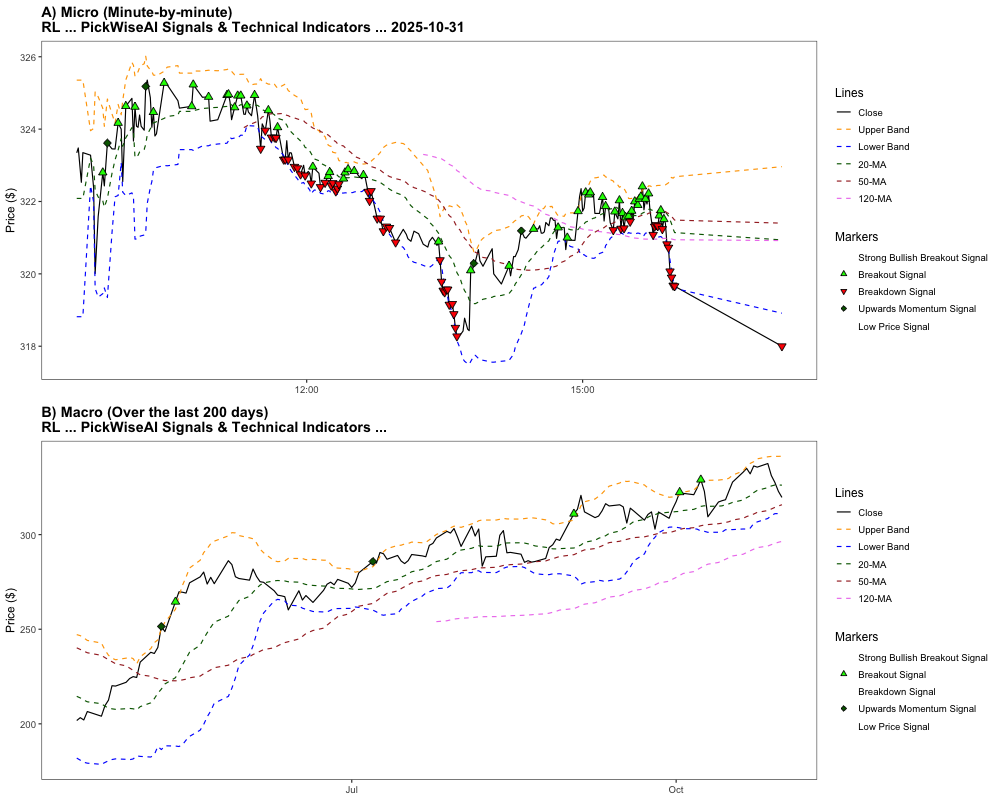 A) Micro (Minute-by-minute)
RL ... PickWiseAI Signals & Technical Indicators ... 2025-10-31
Price ($)
326
324
322
320
318
12:00
15:00
Lines
Close
Upper Band
Lower Band
20-MA
50-MA
120-MA
Markers
Strong Bullish Breakout Signal
Breakout Signal
Breakdown Signal
Upwards Momentum Signal
Low Price Signal
B) Macro (Over the last 200 days)
RL ... PickWiseAI Signals & Technical Indicators ...
Price ($)
300
250
200
Jul
Oct
Lines
Close
Upper Band
Lower Band
20-MA
50-MA
120-MA
Markers
Strong Bullish Breakout Signal
Breakout Signal
Breakdown Signal
Upwards Momentum Signal
Low Price Signal